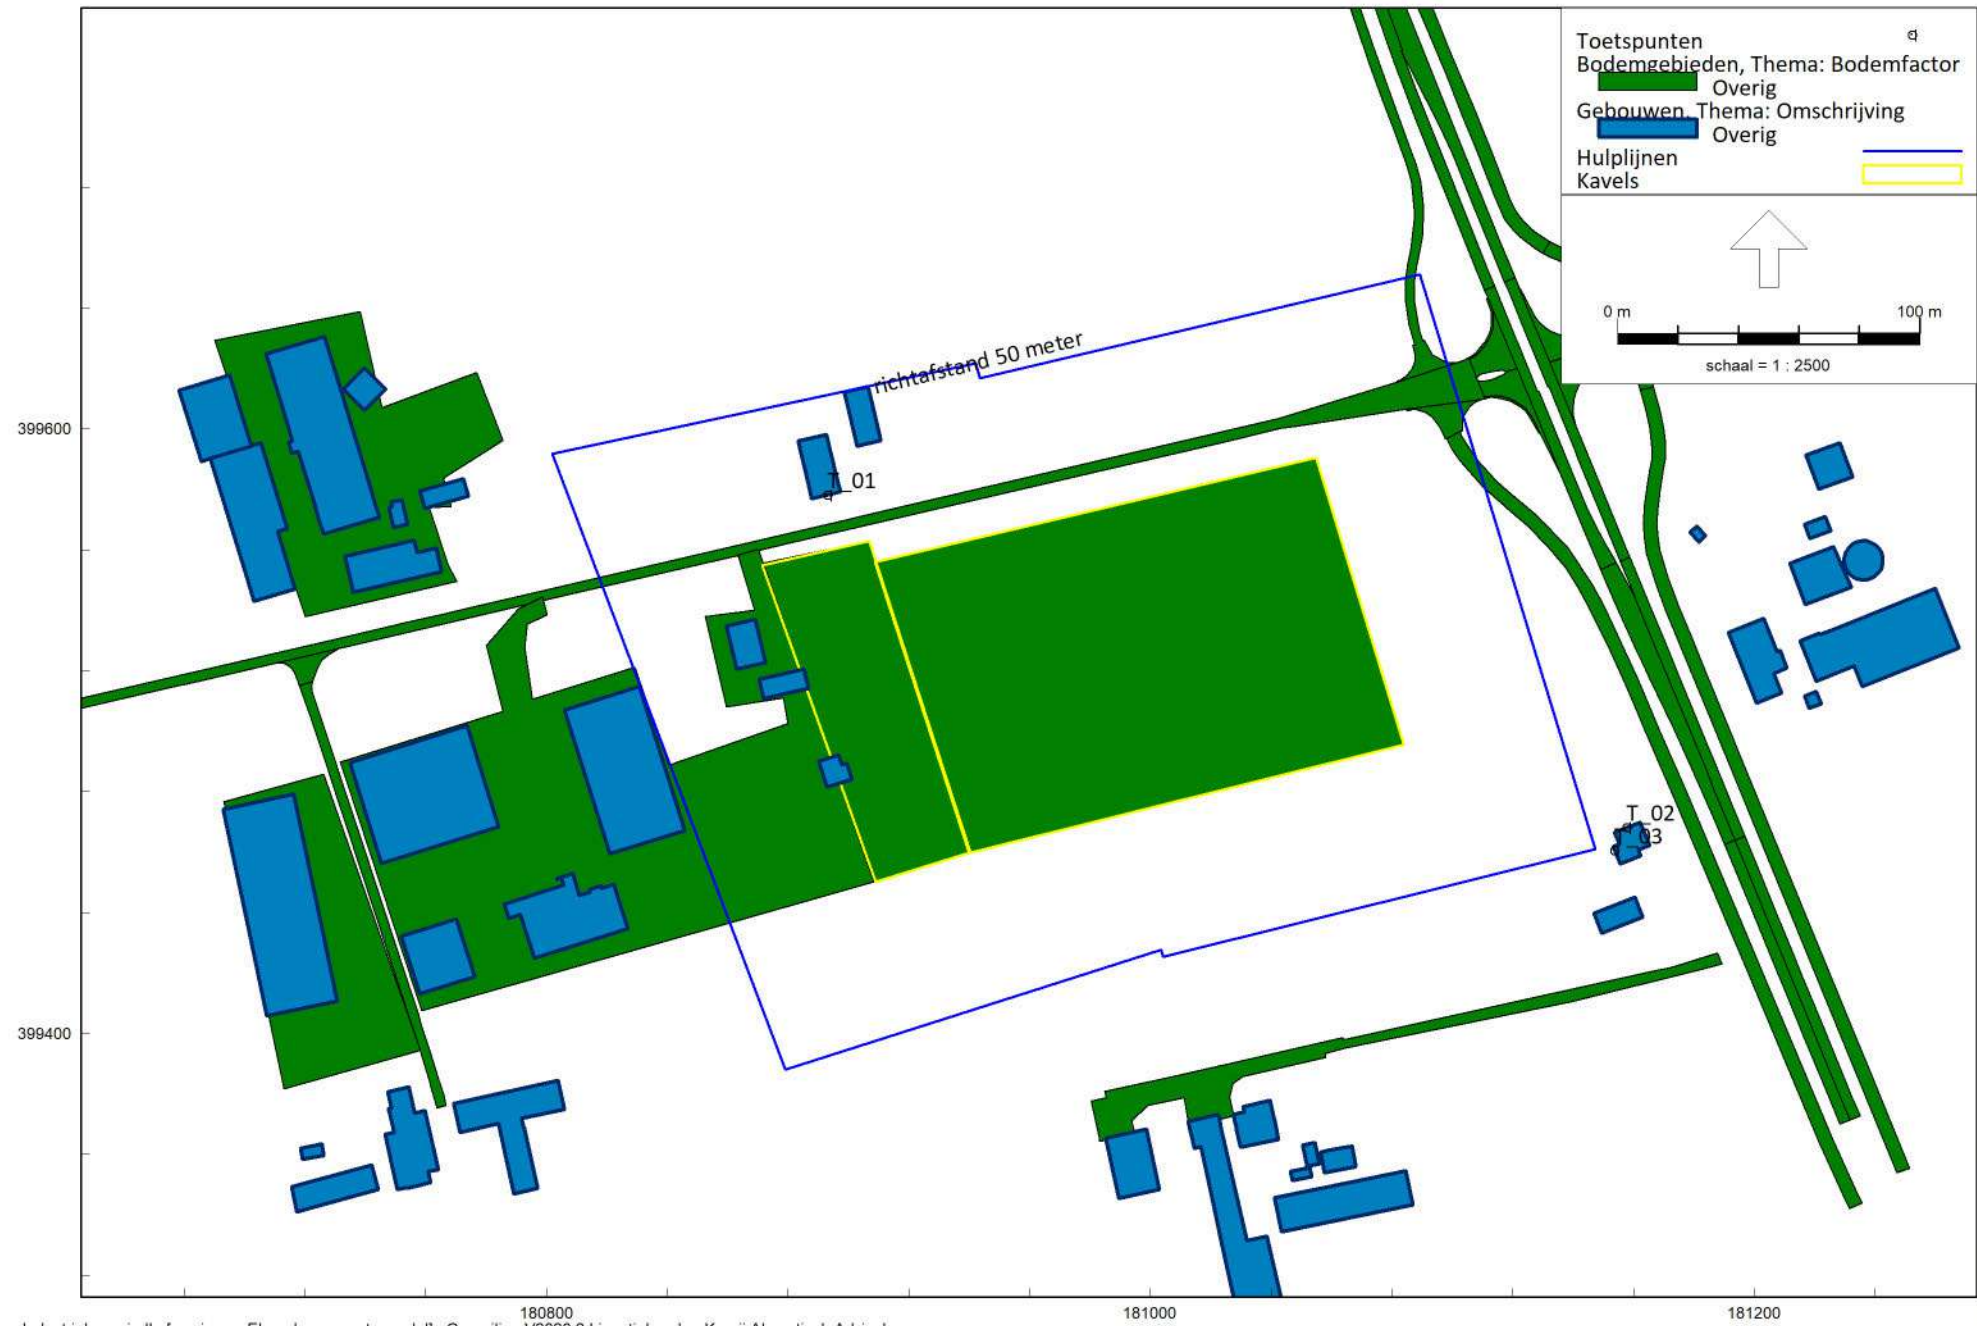 Toetspunten
Bodemgebieden, Thema: Bodemfactor
Overig
Gebouwen, Thema: Omschrijving
Overig
Hulplijnen
Kavels
0 m 100 m
schaal = 1 : 2500
richtafstand 50 meter
399600
T_01
T_02
_03
399400
180800 181000 181200